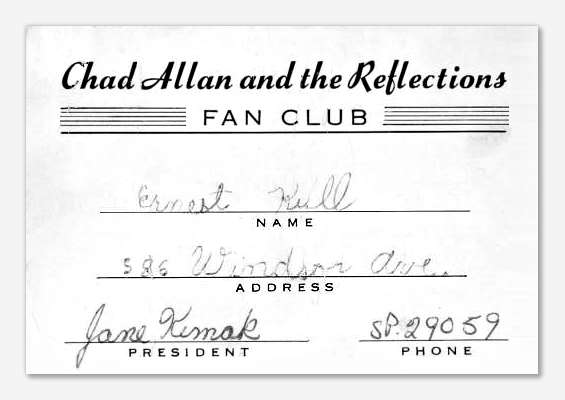 Chad Allan and the Reflections
FAN CLUB
Ernest Kull
NAME
586 Windsor Ave.
ADDRESS
Jane Kemak SP. 29059
PRESIDENT PHONE